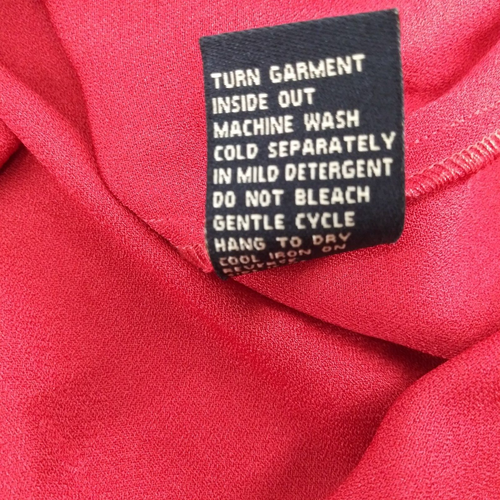 TURN GARMENT
INSIDE OUT
MACHINE WASH
COLD SEPARATELY
IN MILD DETERGENT
DO NOT BLEACH
GENTLE CYCLE
HANG TO DRY
COOL IRON ON
REVERSE